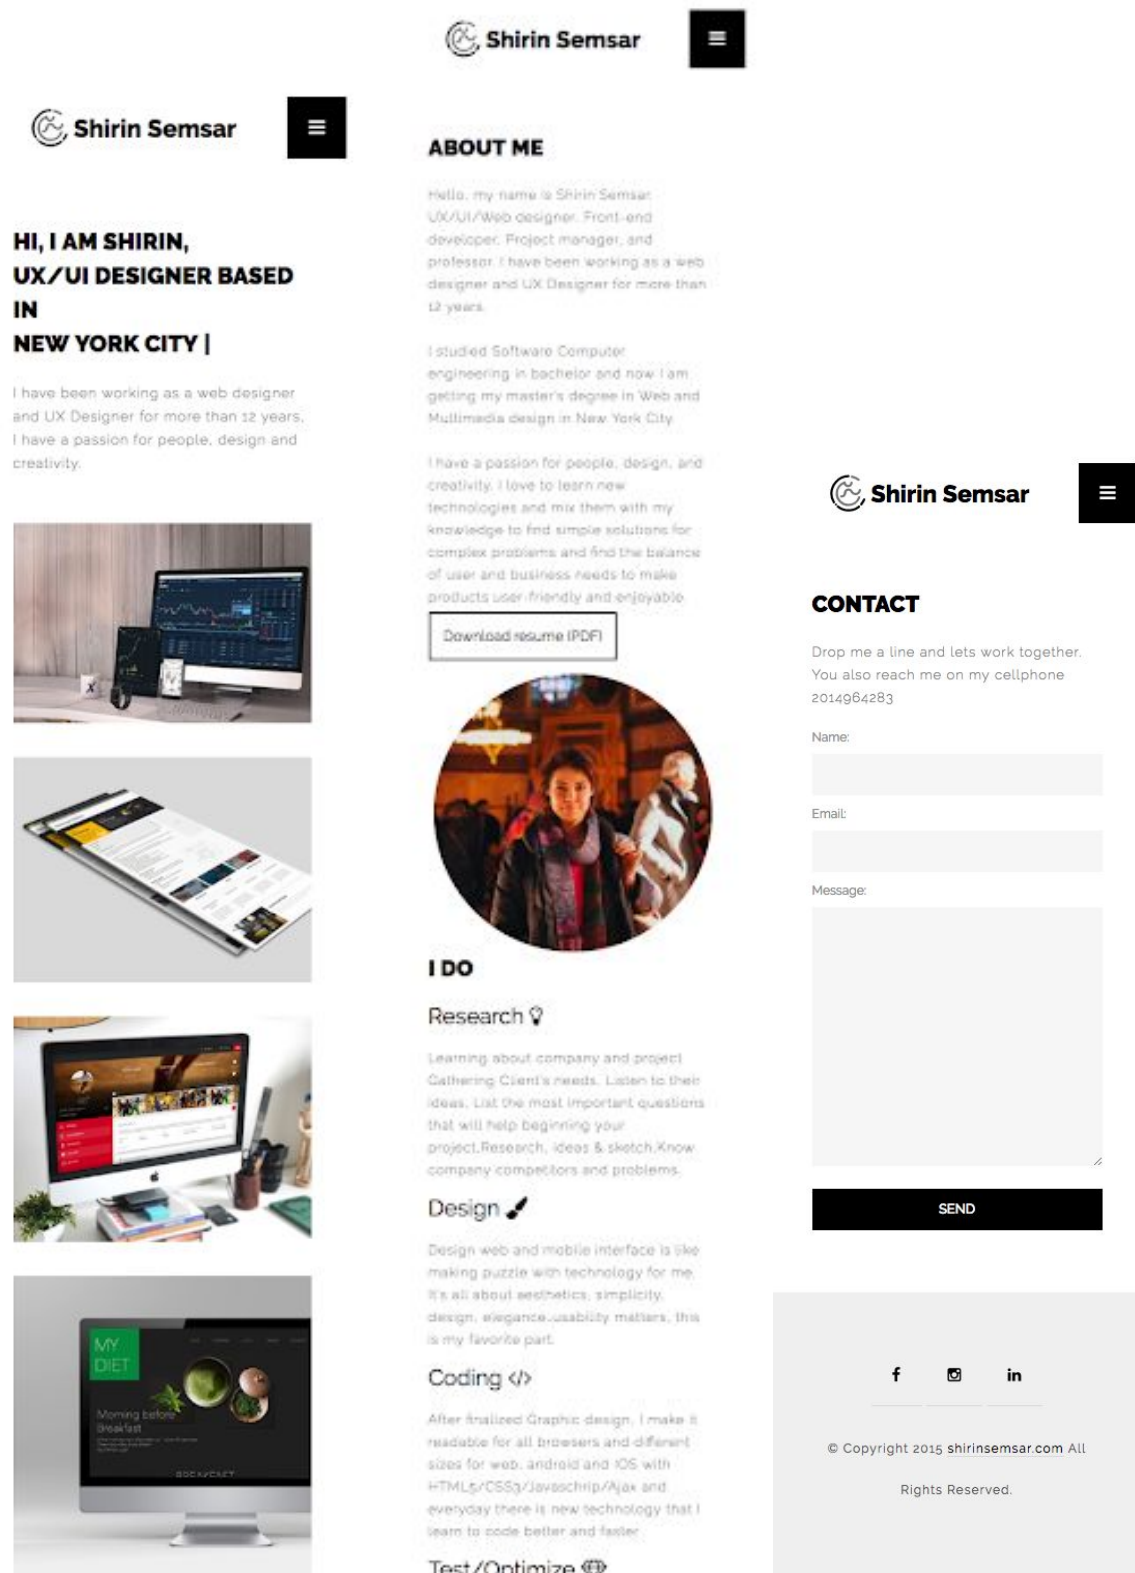 Shirin Semsar
HI, I AM SHIRIN,
UX/UI DESIGNER BASED
IN
NEW YORK CITY |
I have been working as a web designer
and UX Designer for more than 12 years,
I have a passion for people, design and
creativity.
MY
DIET
Morning before
Breakfast
Shirin Semsar
ABOUT ME
Hello, my name is Shirin Semsar,
UX/UI/Web designer, Front-end
developer, Project manager, and
professor. I have been working as a web
designer and UX Designer for more than
12 years.
I studied Software Computer
engineering in bachelor and now I am
getting my master's degree in Web and
Multimedia design in New York City.
I have a passion for people, design, and
creativity. I love to learn new
technologies and mix them with my
knowledge to find simple solutions for
complex problems and find the balance
of user and business needs to make
products user-friendly and enjoyable.
Download resume (PDF)
I DO
Research
Learning about company and project
Gathering Client's needs, Listen to their
ideas, List the most important questions
that will help beginning your
project,Research, ideas & sketch,Know
company competitors and problems.
Design
Design web and mobile interface is like
making puzzle with technology for me,
It's all about aesthetics, simplicity,
design, elegance,usability matters, this
is my favorite part.
Coding </>
After finalized Graphic design, I make it
readable for all browsers and different
sizes for web, android and IOS with
HTML5/CSS3/Javaschrip/Ajax and
everyday there is new technology that I
learn to code better and faster
Test/Optimize
Shirin Semsar
CONTACT
Drop me a line and lets work together.
You also reach me on my cellphone
2014964283
Name:
Email:
Message:
SEND
f in
© Copyright 2015 shirinsemsar.com All
Rights Reserved.